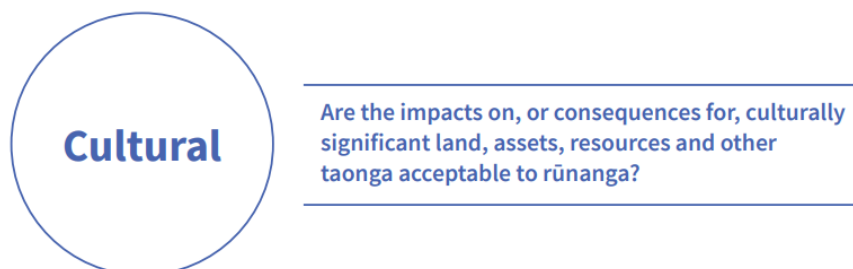 Cultural
Are the impacts on, or consequences for, culturally
significant land, assets, resources and other
taonga acceptable to rūnanga?